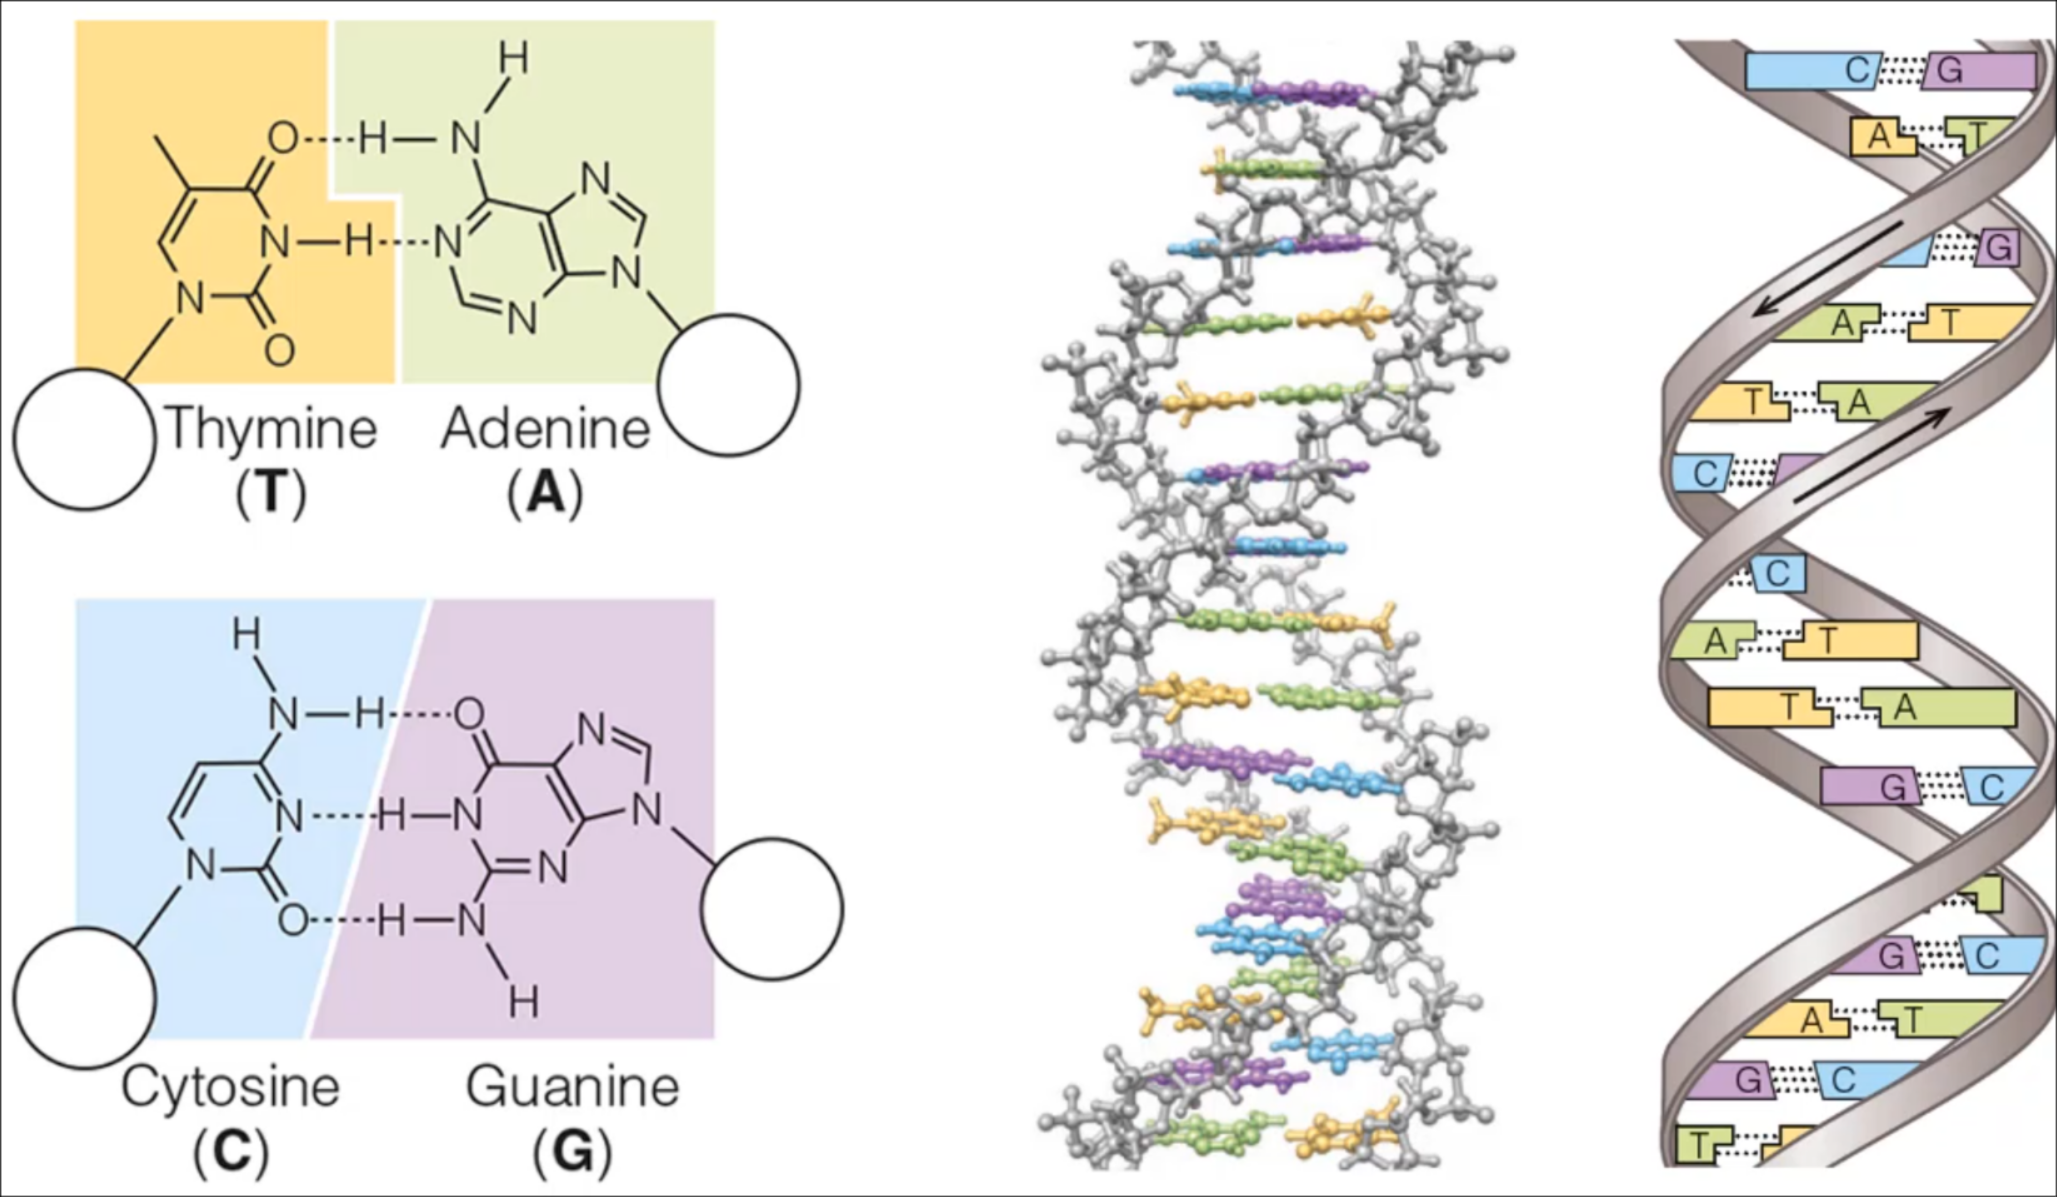 H
O H N
N
N H N
N N
N
O
Thymine Adenine
(T) (A)
H
N H O
N
N H N
N
N N
O H N
H
Cytosine Guanine
(C) (G)
C G
A T
G
A T
T A
C
C
A T
T A
G C
G C
A T
G C
T